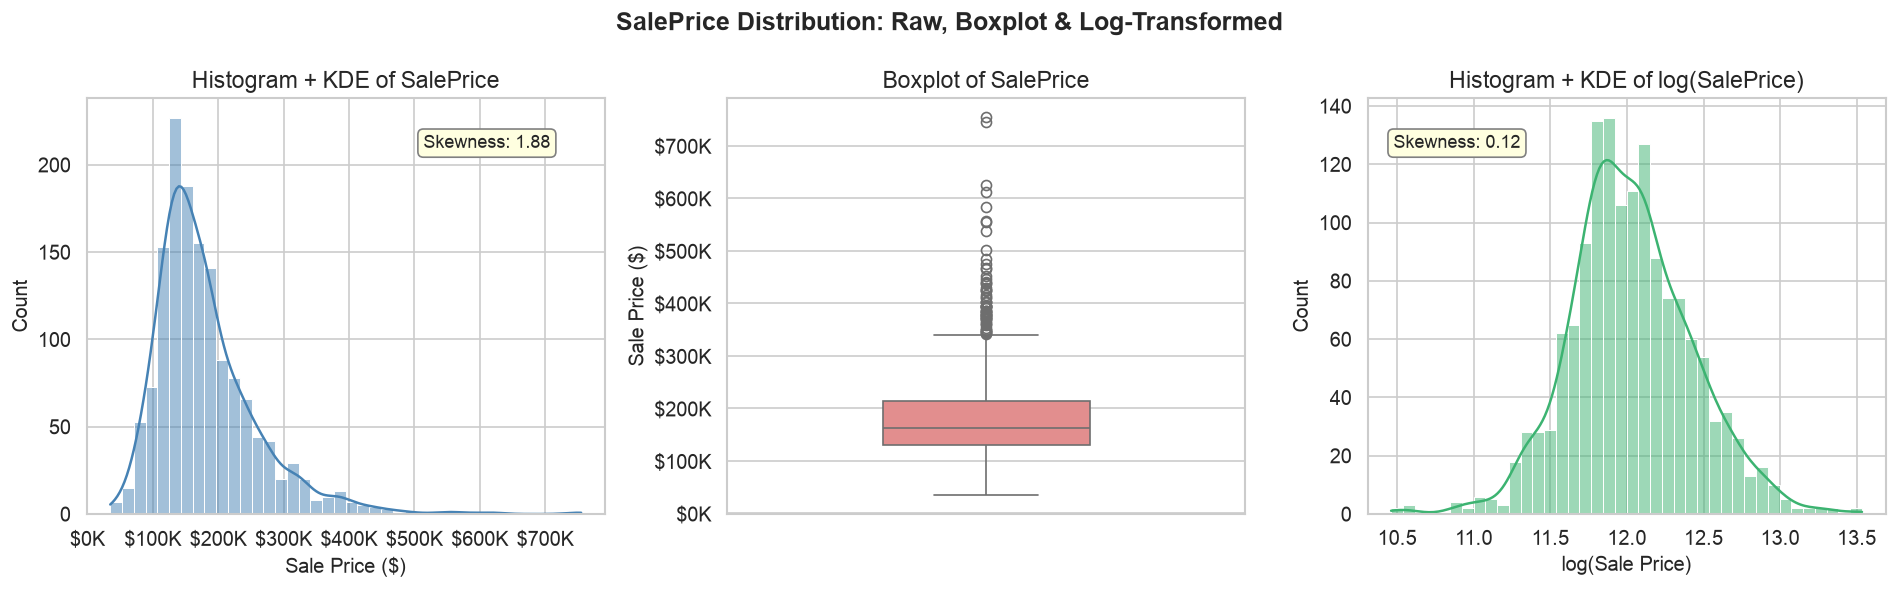 SalePrice Distribution: Raw, Boxplot & Log-Transformed
Histogram + KDE of SalePrice
Skewness: 1.88
Count
200
150
100
50
0
$0K $100K $200K $300K $400K $500K $600K $700K
Sale Price ($)
Boxplot of SalePrice
Sale Price ($)
$700K
$600K
$500K
$400K
$300K
$200K
$100K
$0K
Histogram + KDE of log(SalePrice)
Skewness: 0.12
Count
140
120
100
80
60
40
20
0
10.5 11.0 11.5 12.0 12.5 13.0 13.5
log(Sale Price)